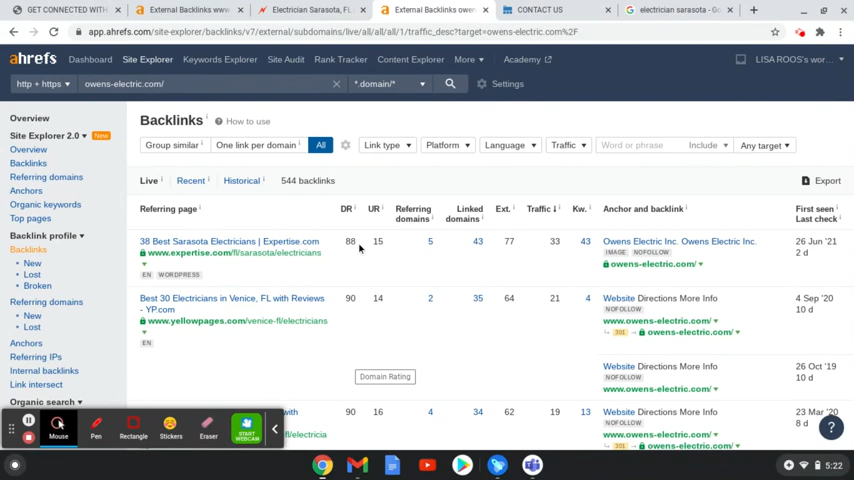 GET CONNECTED WITH
External Backlinks www
Electrician Sarasota, FL
External Backlinks owen
CONTACT US
electrician sarasota - Go
app.ahrefs.com/site-explorer/backlinks/v7/external/subdomains/live/all/all/all/1/traffic_desc?target=owens-electric.com%2F
ahrefs Dashboard Site Explorer Keywords Explorer Site Audit Rank Tracker Content Explorer More Academy LISA ROOS's wor...
http + https owens-electric.com/ *.domain/* Settings
Overview
Site Explorer 2.0 New
Overview
Backlinks
Referring domains
Anchors
Organic keywords
Top pages
Backlink profile
Backlinks
New
Lost
Broken
Referring domains
New
Lost
Anchors
Referring IPs
Internal backlinks
Link intersect
Organic search
Backlinks How to use
Group similar One link per domain All Link type Platform Language Traffic Word or phrase Include Any target
Live Recent Historical 544 backlinks Export
Referring page DR UR Referring domains Linked domains Ext. Traffic Kw. Anchor and backlink First seen Last check
38 Best Sarasota Electricians | Expertise.com 88 15 5 43 77 33 43 Owens Electric Inc. Owens Electric Inc. 26 Jun '21
www.expertise.com/fl/sarasota/electricians IMAGE NOFOLLOW 2 d
owens-electric.com/
EN WORDPRESS
Best 30 Electricians in Venice, FL with Reviews 90 14 2 35 64 21 4 Website Directions More Info 4 Sep '20
- YP.com NOFOLLOW 10 d
www.yellowpages.com/venice-fl/electricians www.owens-electric.com/
301 owens-electric.com/
EN
Website Directions More Info 26 Oct '19
NOFOLLOW 10 d
Domain Rating
www.owens-electric.com/
with 90 16 4 34 62 19 13 Website Directions More Info 23 Mar '20
NOFOLLOW 8 d
fl/electricia www.owens-electric.com/
301 owens-electric.com/
Mouse Pen Rectangle Stickers Eraser START WEBCAM
5:22